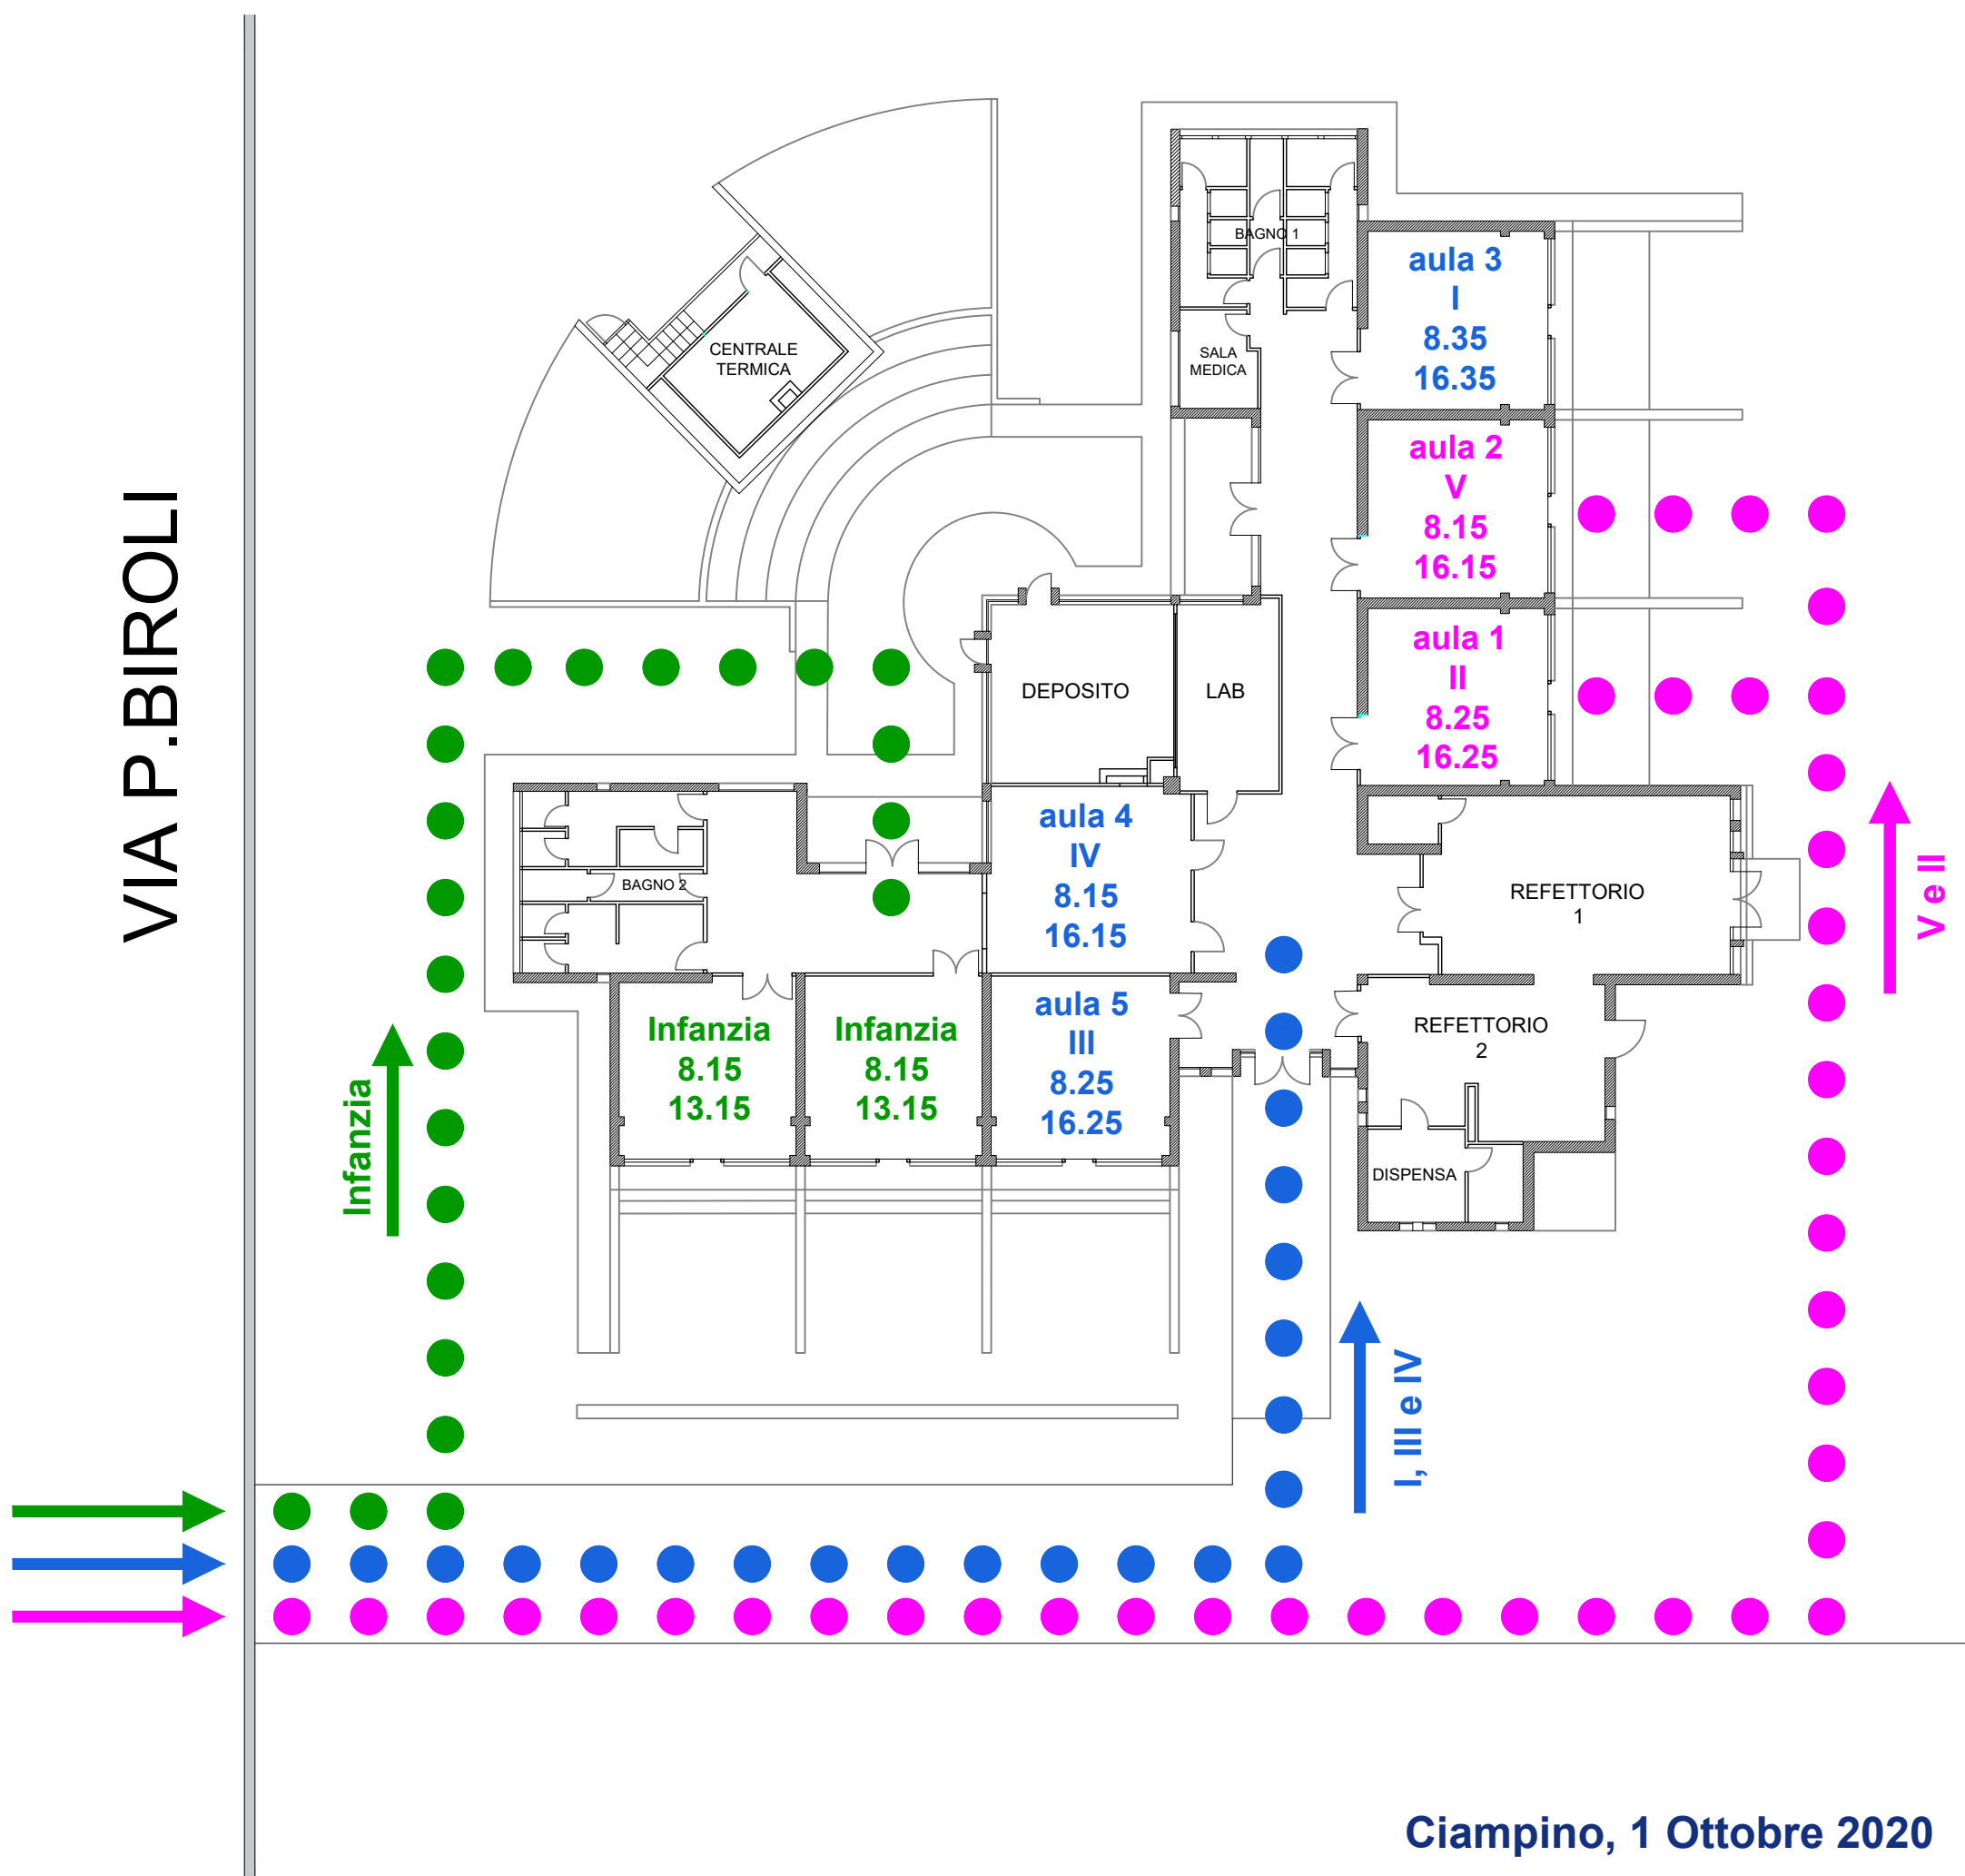 VIA P.BIROLI
CENTRALE
TERMICA
BAGNO 1
SALA
MEDICA
aula 3
I
8.35
16.35
aula 2
V
8.15
16.15
aula 1
II
8.25
16.25
DEPOSITO
LAB
aula 4
IV
8.15
16.15
BAGNO 2
REFETTORIO
1
V e II
aula 5
III
8.25
16.25
REFETTORIO
2
Infanzia
8.15
13.15
Infanzia
8.15
13.15
Infanzia
DISPENSA
I, III e IV
Ciampino, 1 Ottobre 2020